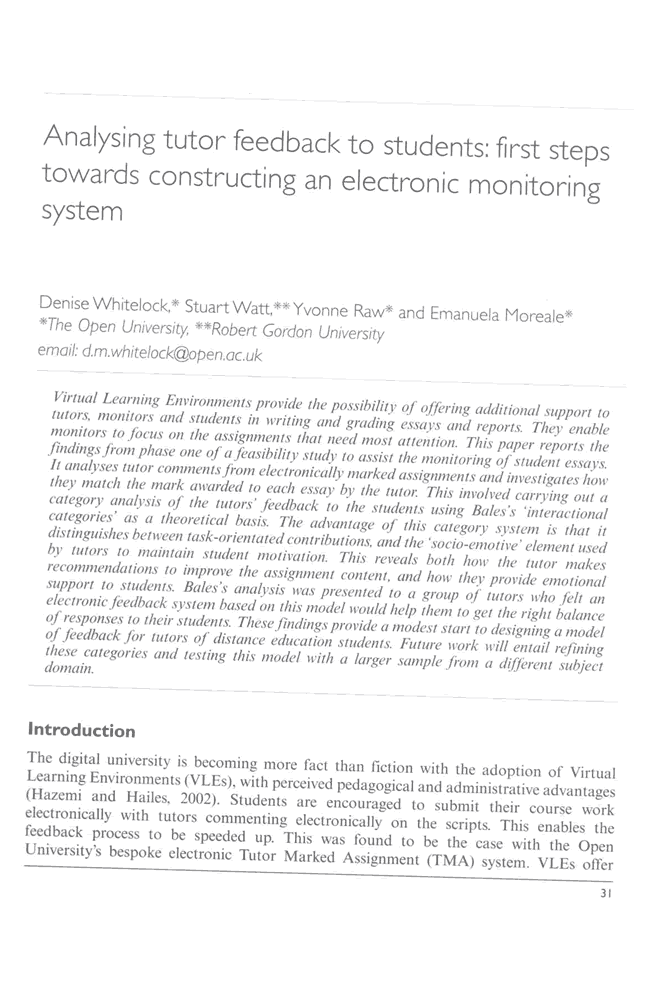 Analysing tutor feedback to students: first steps
towards constructing an electronic monitoring
system
Denise Whitelock,* Stuart Watt,** Yvonne Raw* and Emanuela Moreale*
*The Open University, **Robert Gordon University
email: d.m.whitelock@open.ac.uk
Virtual Learning Environments provide the possibility of offering additional support to
tutors, monitors and students in writing and grading essays and reports. They enable
monitors to focus on the assignments that need most attention. This paper reports the
findings from phase one of a feasibility study to assist the monitoring of student essays.
It analyses tutor comments from electronically marked assignments and investigates how
they match the mark awarded to each essay by the tutor. This involved carrying out a
category analysis of the tutors' feedback to the students using Bales's 'interactional
categories' as a theoretical basis. The advantage of this category system is that it
distinguishes between task-orientated contributions, and the 'socio-emotive' element used
by tutors to maintain student motivation. This reveals both how the tutor makes
recommendations to improve the assignment content, and how they provide emotional
support to students. Bales's analysis was presented to a group of tutors who felt an
electronic feedback system based on this model would help them to get the right balance
of responses to their students. These findings provide a modest start to designing a model
of feedback for tutors of distance education students. Future work will entail refining
these categories and testing this model with a larger sample from a different subject
domain.
Introduction
The digital university is becoming more fact than fiction with the adoption of Virtual
Learning Environments (VLEs), with perceived pedagogical and administrative advantages
(Hazemi and Hailes, 2002). Students are encouraged to submit their course work
electronically with tutors commenting electronically on the scripts. This enables the
feedback process to be speeded up. This was found to be the case with the Open
University's bespoke electronic Tutor Marked Assignment (TMA) system. VLEs offer
31